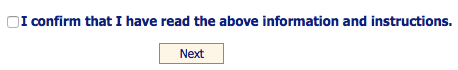 I confirm that I have read the above information and instructions.
Next